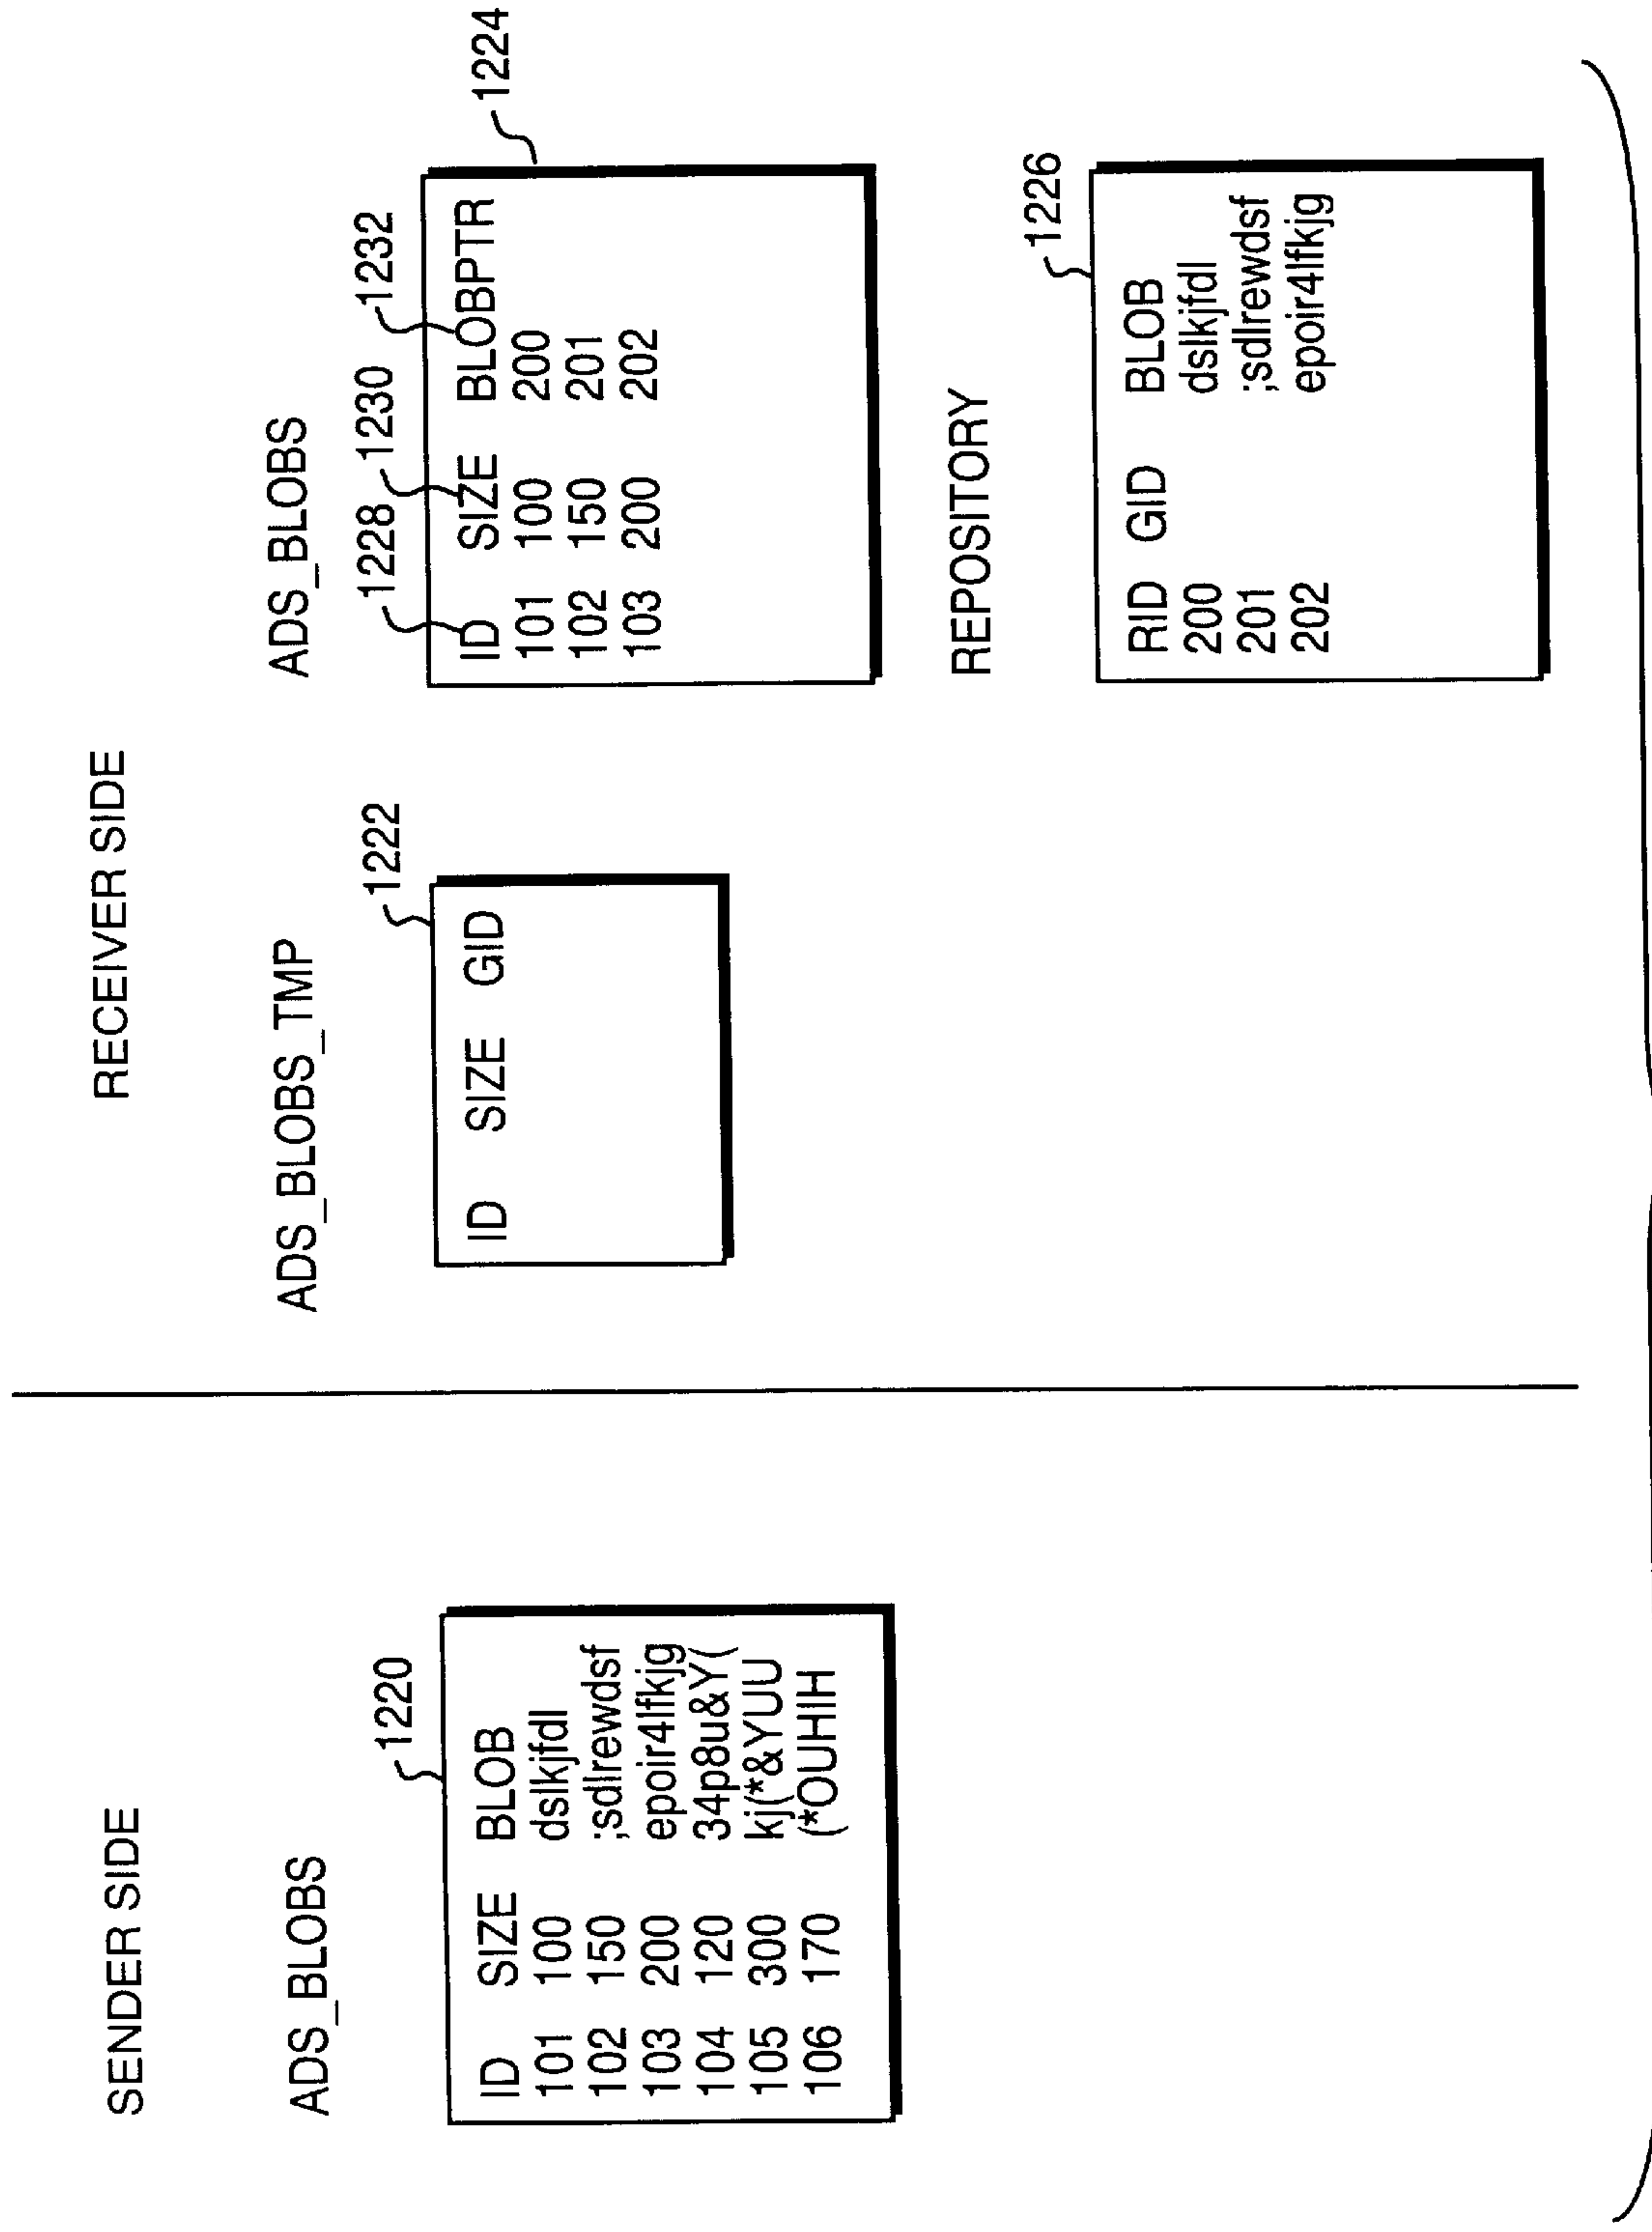 SENDER SIDE
ADS_BLOBS
1220
ID SIZE BLOB
101 100 dslkjfdl
102 150 ;sdlrewdsf
103 200 epoir4lfkjg
104 120 34p8u&Y(
105 300 kj(*&YUU
106 170 (*OUHIH
RECEIVER SIDE
ADS_BLOBS_TMP
1222
ID SIZE GID
ADS_BLOBS
1228 1230 1232
1224
ID SIZE BLOBPTR
101 100 200
102 150 201
103 200 202
REPOSITORY
1226
RID GID BLOB
200 dslkjfdl
201 ;sdlrewdsf
202 epoir4lfkjg